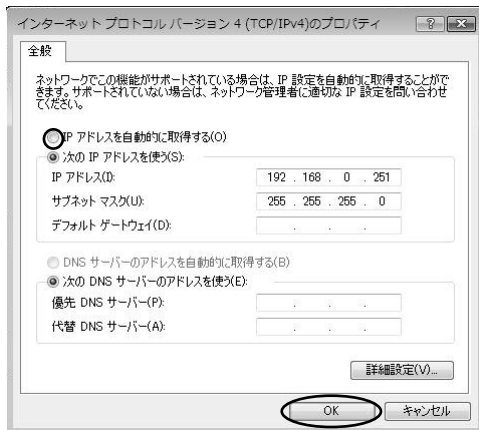 インターネット プロトコル バージョン 4 (TCP/IPv4)のプロパティ
全般
ネットワークでこの機能がサポートされている場合は、IP 設定を自動的に取得することがで
きます。サポートされていない場合は、ネットワーク管理者に適切な IP 設定を問い合わせ
てください。
IP アドレスを自動的に取得する(O)
次の IP アドレスを使う(S):
IP アドレス(I): 192 . 168 . 0 . 251
サブネット マスク(U): 255 . 255 . 255 . 0
デフォルト ゲートウェイ(D): . . .
DNS サーバーのアドレスを自動的に取得する(B)
次の DNS サーバーのアドレスを使う(E):
優先 DNS サーバー(P): . . .
代替 DNS サーバー(A): . . .
詳細設定(V)...
OK キャンセル